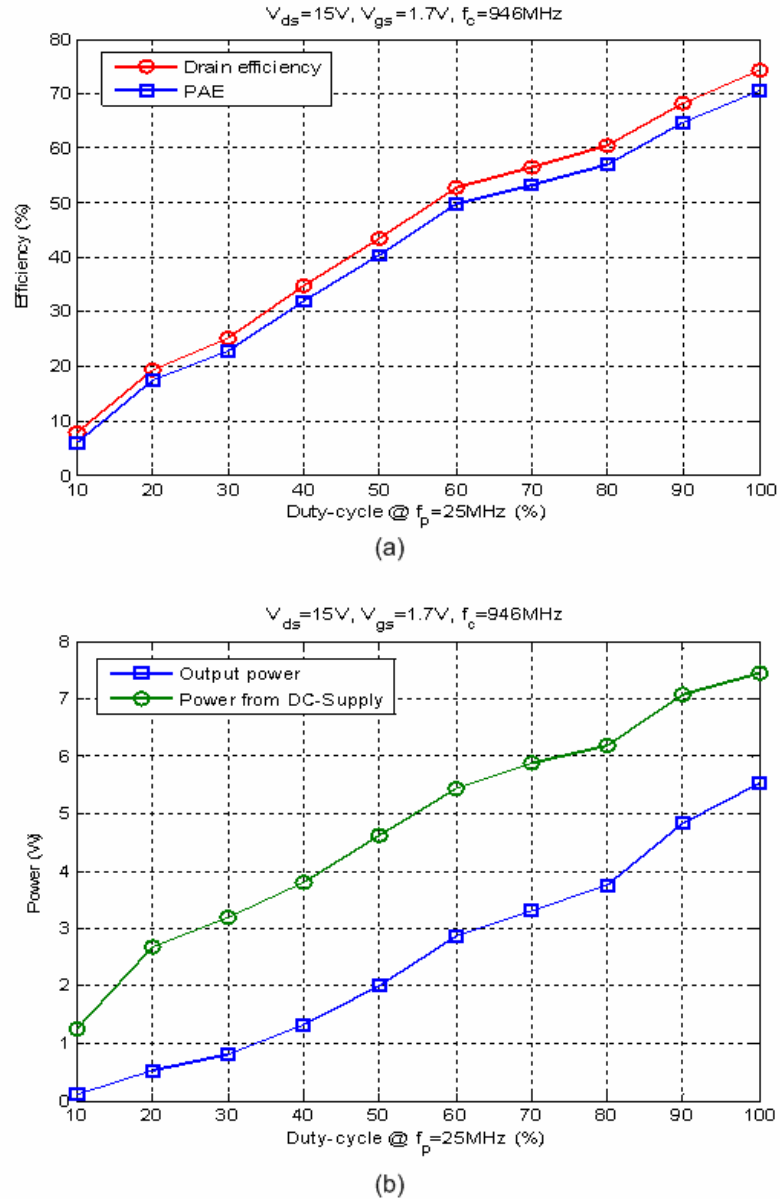 V_ds=15V, V_gs=1.7V, f_c=946MHz
Drain efficiency
PAE
Efficiency (%)
80
70
60
50
40
30
20
10
0
10 20 30 40 50 60 70 80 90 100
Duty-cycle @ f_p=25MHz (%)
(a)
V_ds=15V, V_gs=1.7V, f_c=946MHz
Output power
Power from DC-Supply
Power (W)
8
7
6
5
4
3
2
1
0
10 20 30 40 50 60 70 80 90 100
Duty-cycle @ f_p=25MHz (%)
(b)